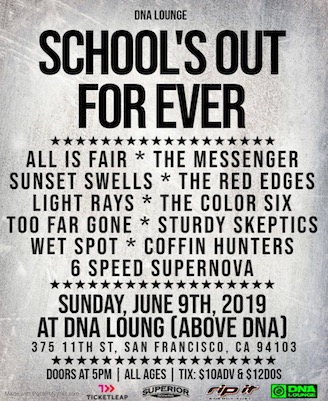 DNA LOUNGE
SCHOOL'S OUT
FOR EVER
★★★★★★★★★★★★★★★★★★★
ALL IS FAIR * THE MESSENGER
SUNSET SWELLS * THE RED EDGES
LIGHT RAYS * THE COLOR SIX
TOO FAR GONE * STURDY SKEPTICS
WET SPOT * COFFIN HUNTERS
6 SPEED SUPERNOVA
★★★★★★★★★★★★★★★★★★★
SUNDAY, JUNE 9TH, 2019
AT DNA LOUNG (ABOVE DNA)
375 11TH ST, SAN FRANCISCO, CA 94103
★★★★★★★★★★★★★★★★★★★
DOORS AT 5PM | ALL AGES | TIX: $10ADV & $12DOS
TICKETLEAP
SUPERIOR
rip it
DNA
LOUNGE